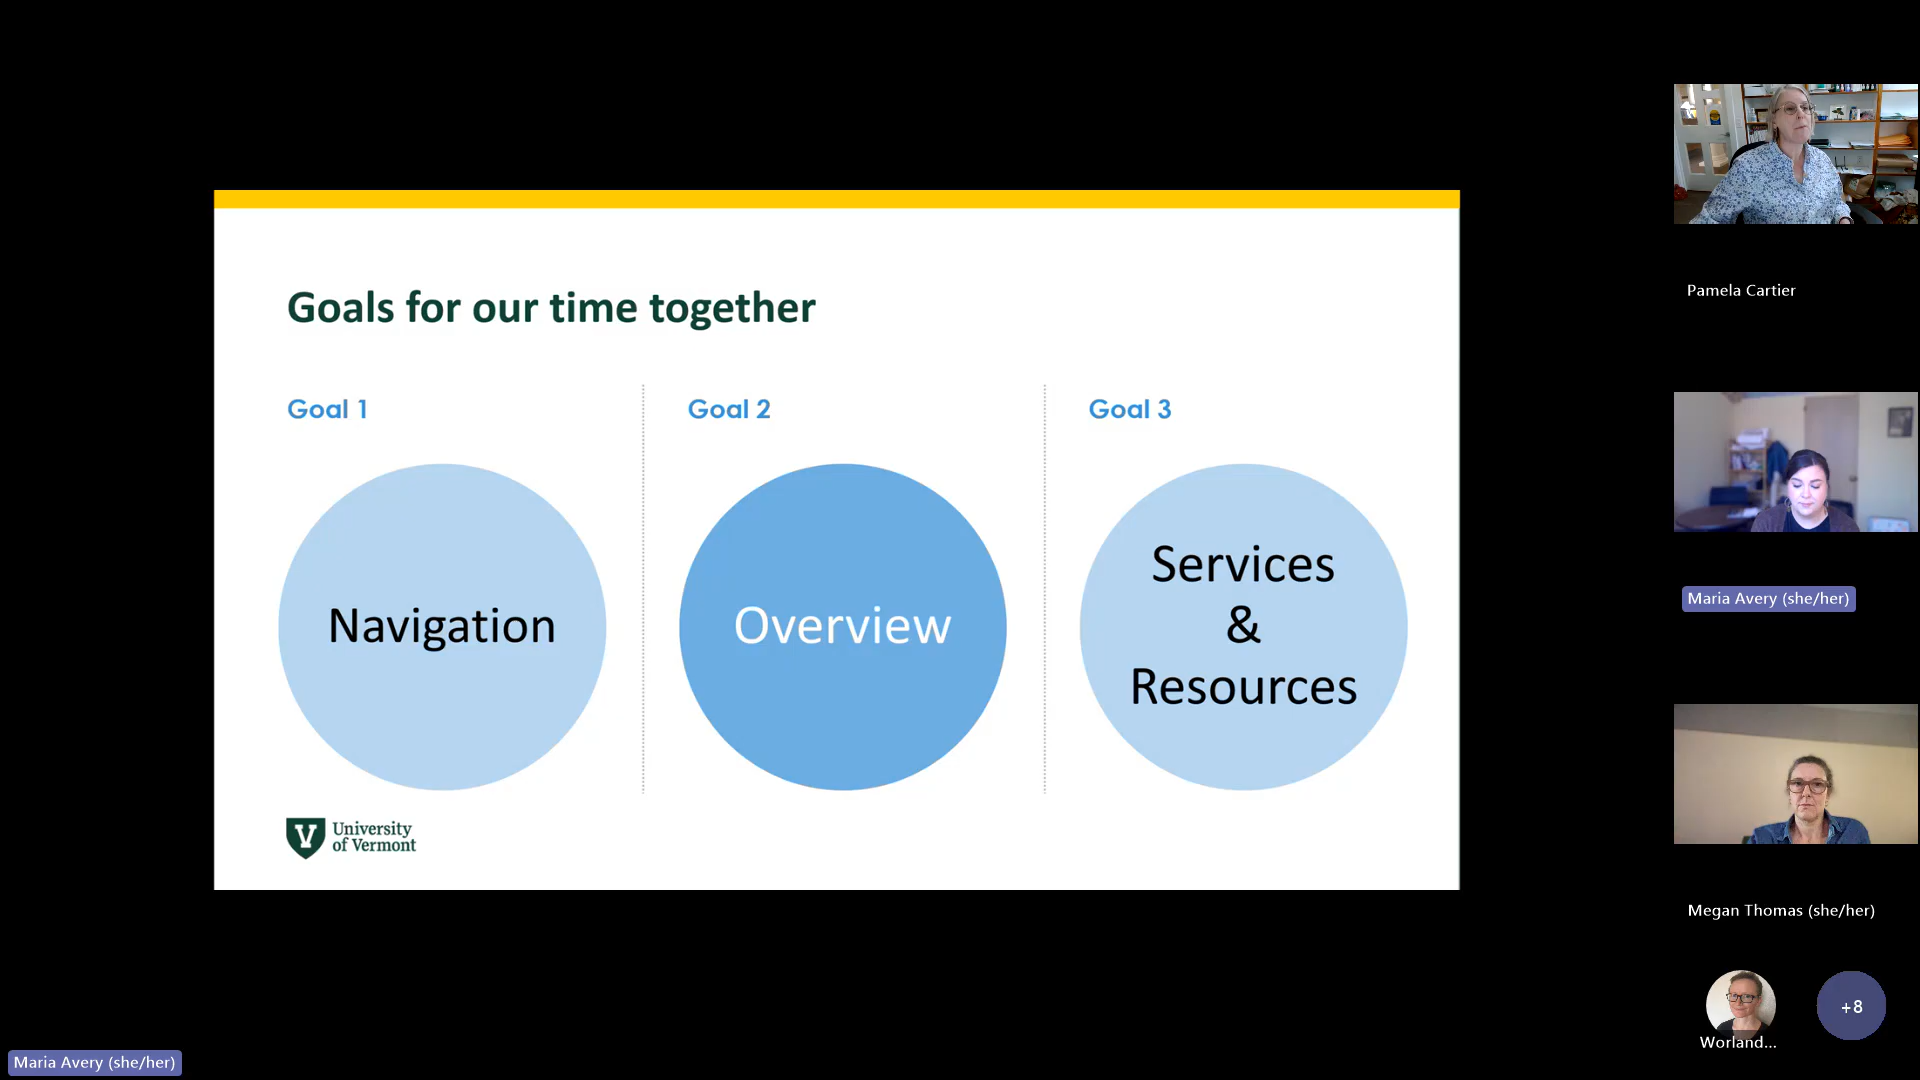 Goals for our time together
Goal 1
Goal 2
Goal 3
Navigation
Overview
Services
&
Resources
University
of Vermont
Pamela Cartier
Maria Avery (she/her)
Megan Thomas (she/her)
Worland...
+8
Maria Avery (she/her)